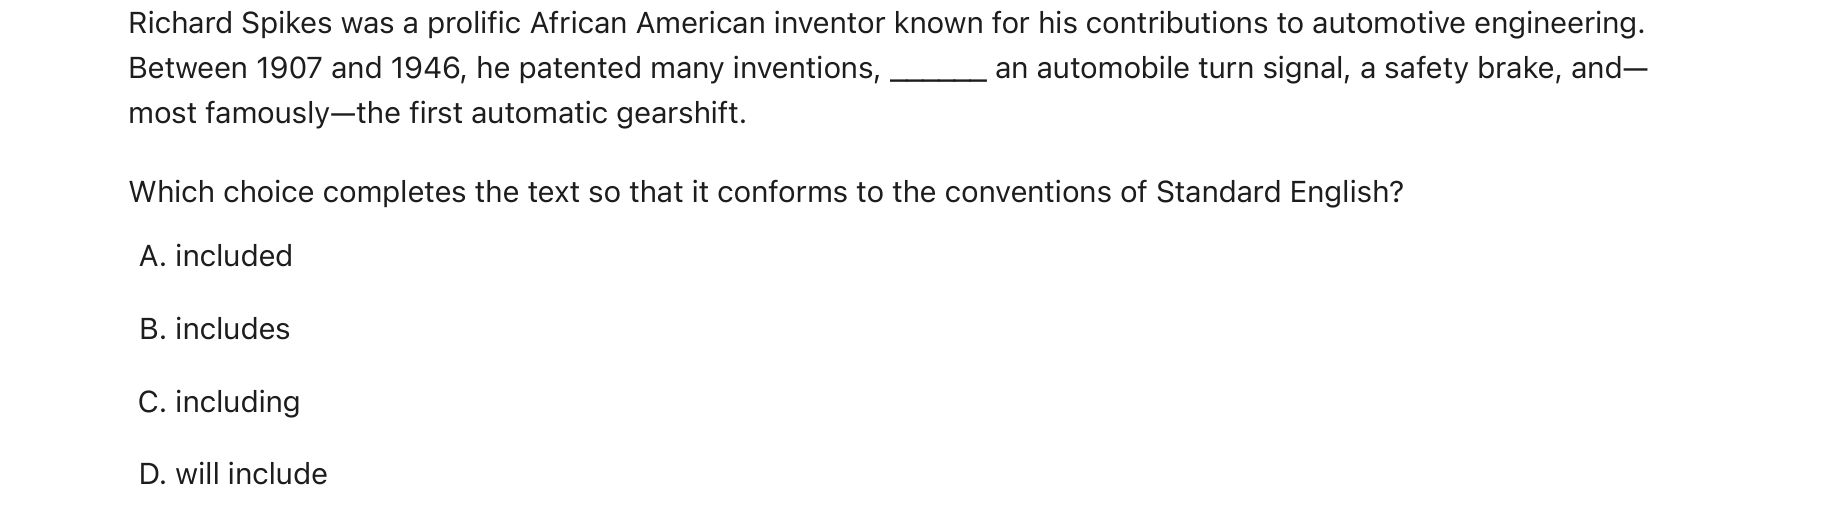 Richard Spikes was a prolific African American inventor known for his contributions to automotive engineering.
Between 1907 and 1946, he patented many inventions, ______ an automobile turn signal, a safety brake, and—
most famously—the first automatic gearshift.
Which choice completes the text so that it conforms to the conventions of Standard English?
A. included
B. includes
C. including
D. will include